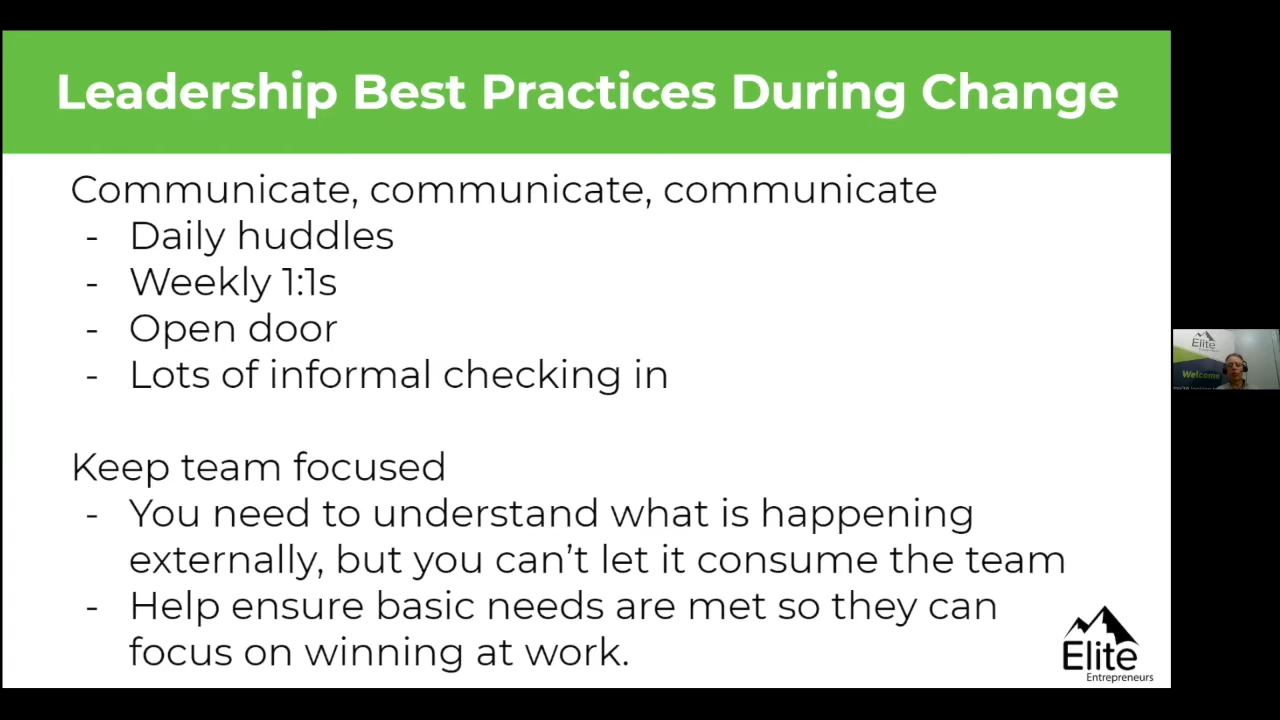 Leadership Best Practices During Change
Communicate, communicate, communicate
- Daily huddles
- Weekly 1:1s
- Open door
- Lots of informal checking in
Keep team focused
- You need to understand what is happening
externally, but you can’t let it consume the team
- Help ensure basic needs are met so they can
focus on winning at work.
Elite
Entrepreneurs
Elite
Welcome